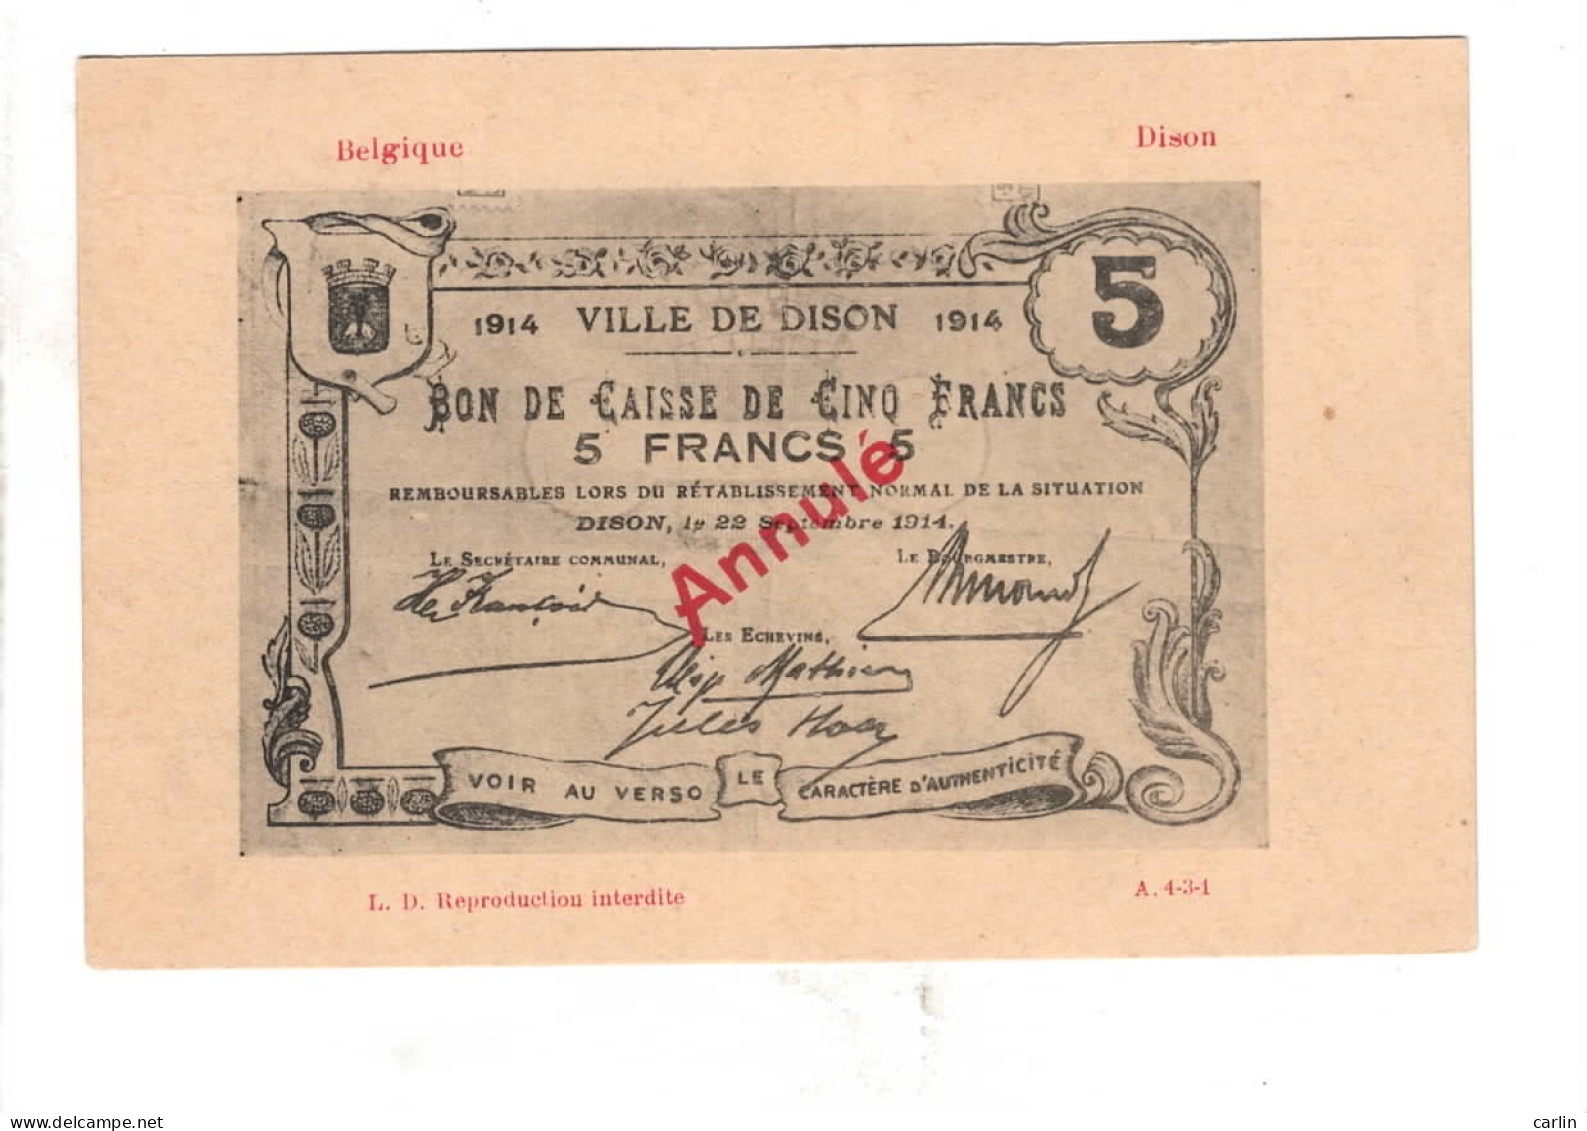 Belgique
Dison
5
1914 VILLE DE DISON 1914
BON DE CAISSE DE CINQ FRANCS
5 FRANCS 5
REMBOURSABLES LORS DU RÉTABLISSEMENT NORMAL DE LA SITUATION
DISON, le 22 Septembre 1914.
Annulé
LE SECRÉTAIRE COMMUNAL,
LE BOURGMESTRE,
LES ECHEVINS,
Mathieu
Jules
VOIR AU VERSO LE CARACTÈRE D'AUTHENTICITÉ
L. D. Reproduction interdite
A. 4-3-1
www.delcampe.net
carlin